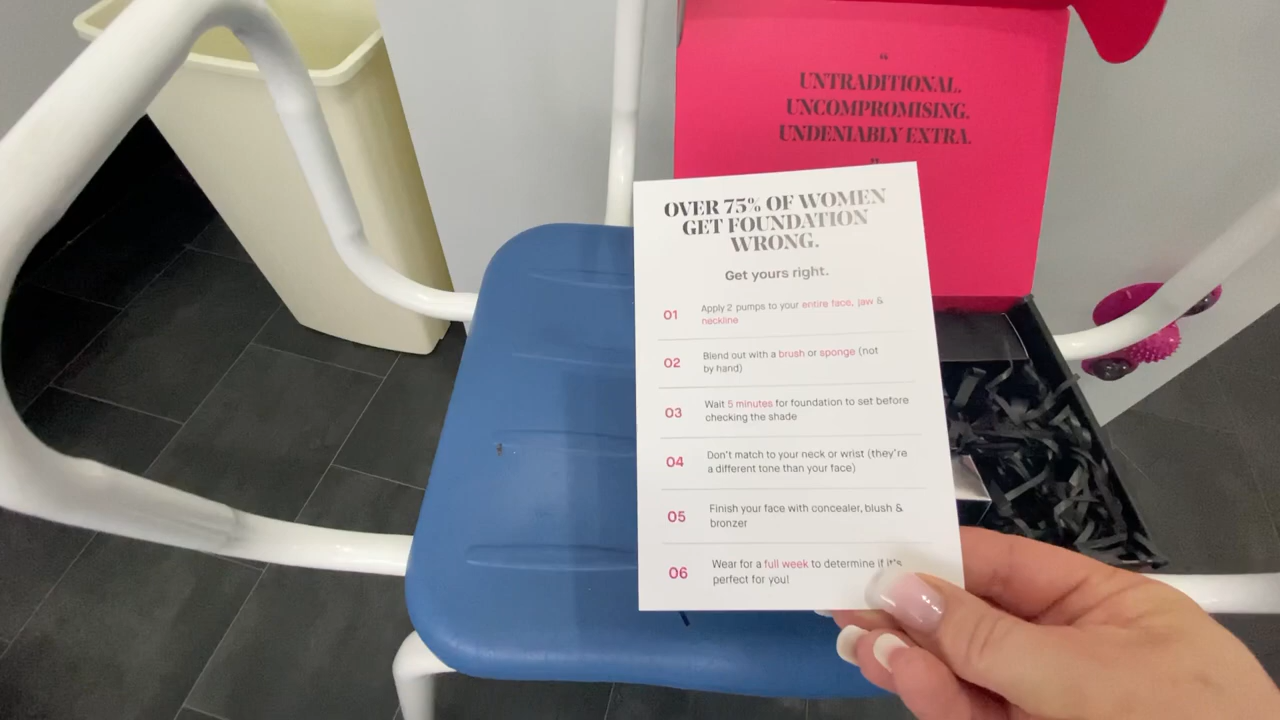 “
UNTRADITIONAL.
UNCOMPROMISING.
UNDENIABLY EXTRA.
”
OVER 75% OF WOMEN
GET FOUNDATION
WRONG.
Get yours right.
01 Apply 2 pumps to your entire face, jaw &
neckline
02 Blend out with a brush or sponge (not
by hand)
03 Wait 5 minutes for foundation to set before
checking the shade
04 Don't match to your neck or wrist (they're
a different tone than your face)
05 Finish your face with concealer, blush &
bronzer
06 Wear for a full week to determine if it's
perfect for you!